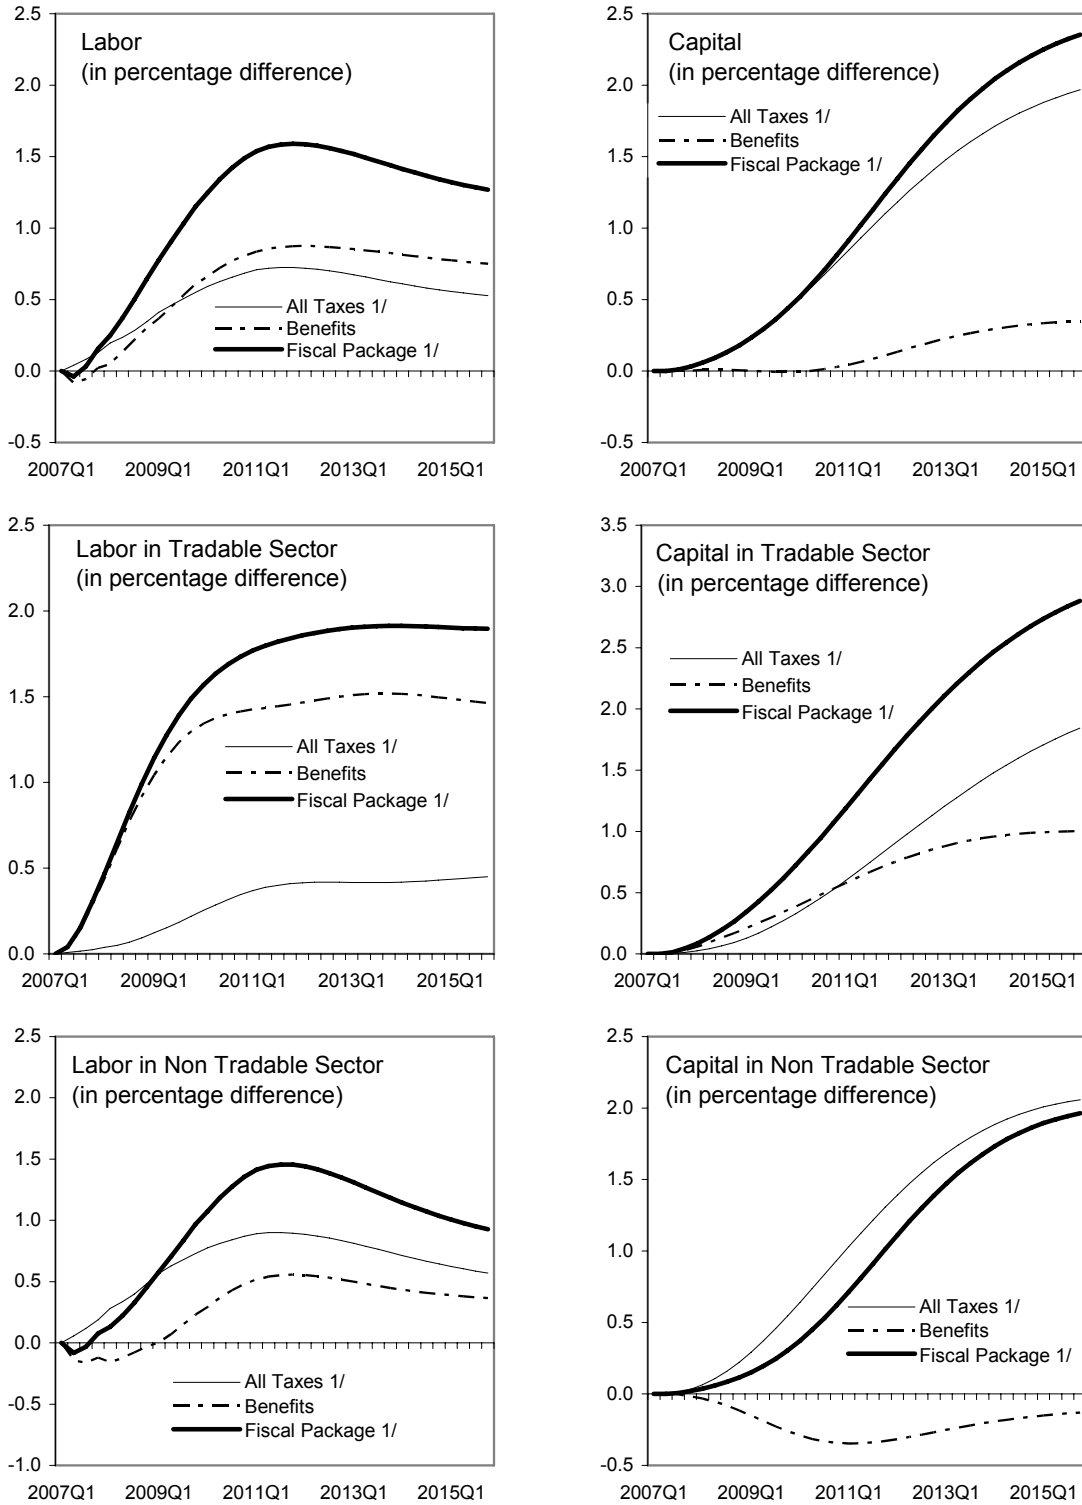 Labor
(in percentage difference)
2.5
2.0
1.5
1.0
0.5
0.0
-0.5
All Taxes 1/
Benefits
Fiscal Package 1/
2007Q1 2009Q1 2011Q1 2013Q1 2015Q1
Capital
(in percentage difference)
2.5
2.0
1.5
1.0
0.5
0.0
-0.5
All Taxes 1/
Benefits
Fiscal Package 1/
2007Q1 2009Q1 2011Q1 2013Q1 2015Q1
Labor in Tradable Sector
(in percentage difference)
2.5
2.0
1.5
1.0
0.5
0.0
All Taxes 1/
Benefits
Fiscal Package 1/
2007Q1 2009Q1 2011Q1 2013Q1 2015Q1
Capital in Tradable Sector
(in percentage difference)
3.5
3.0
2.5
2.0
1.5
1.0
0.5
0.0
All Taxes 1/
Benefits
Fiscal Package 1/
2007Q1 2009Q1 2011Q1 2013Q1 2015Q1
Labor in Non Tradable Sector
(in percentage difference)
2.5
2.0
1.5
1.0
0.5
0.0
-0.5
-1.0
All Taxes 1/
Benefits
Fiscal Package 1/
2007Q1 2009Q1 2011Q1 2013Q1 2015Q1
Capital in Non Tradable Sector
(in percentage difference)
2.5
2.0
1.5
1.0
0.5
0.0
-0.5
All Taxes 1/
Benefits
Fiscal Package 1/
2007Q1 2009Q1 2011Q1 2013Q1 2015Q1